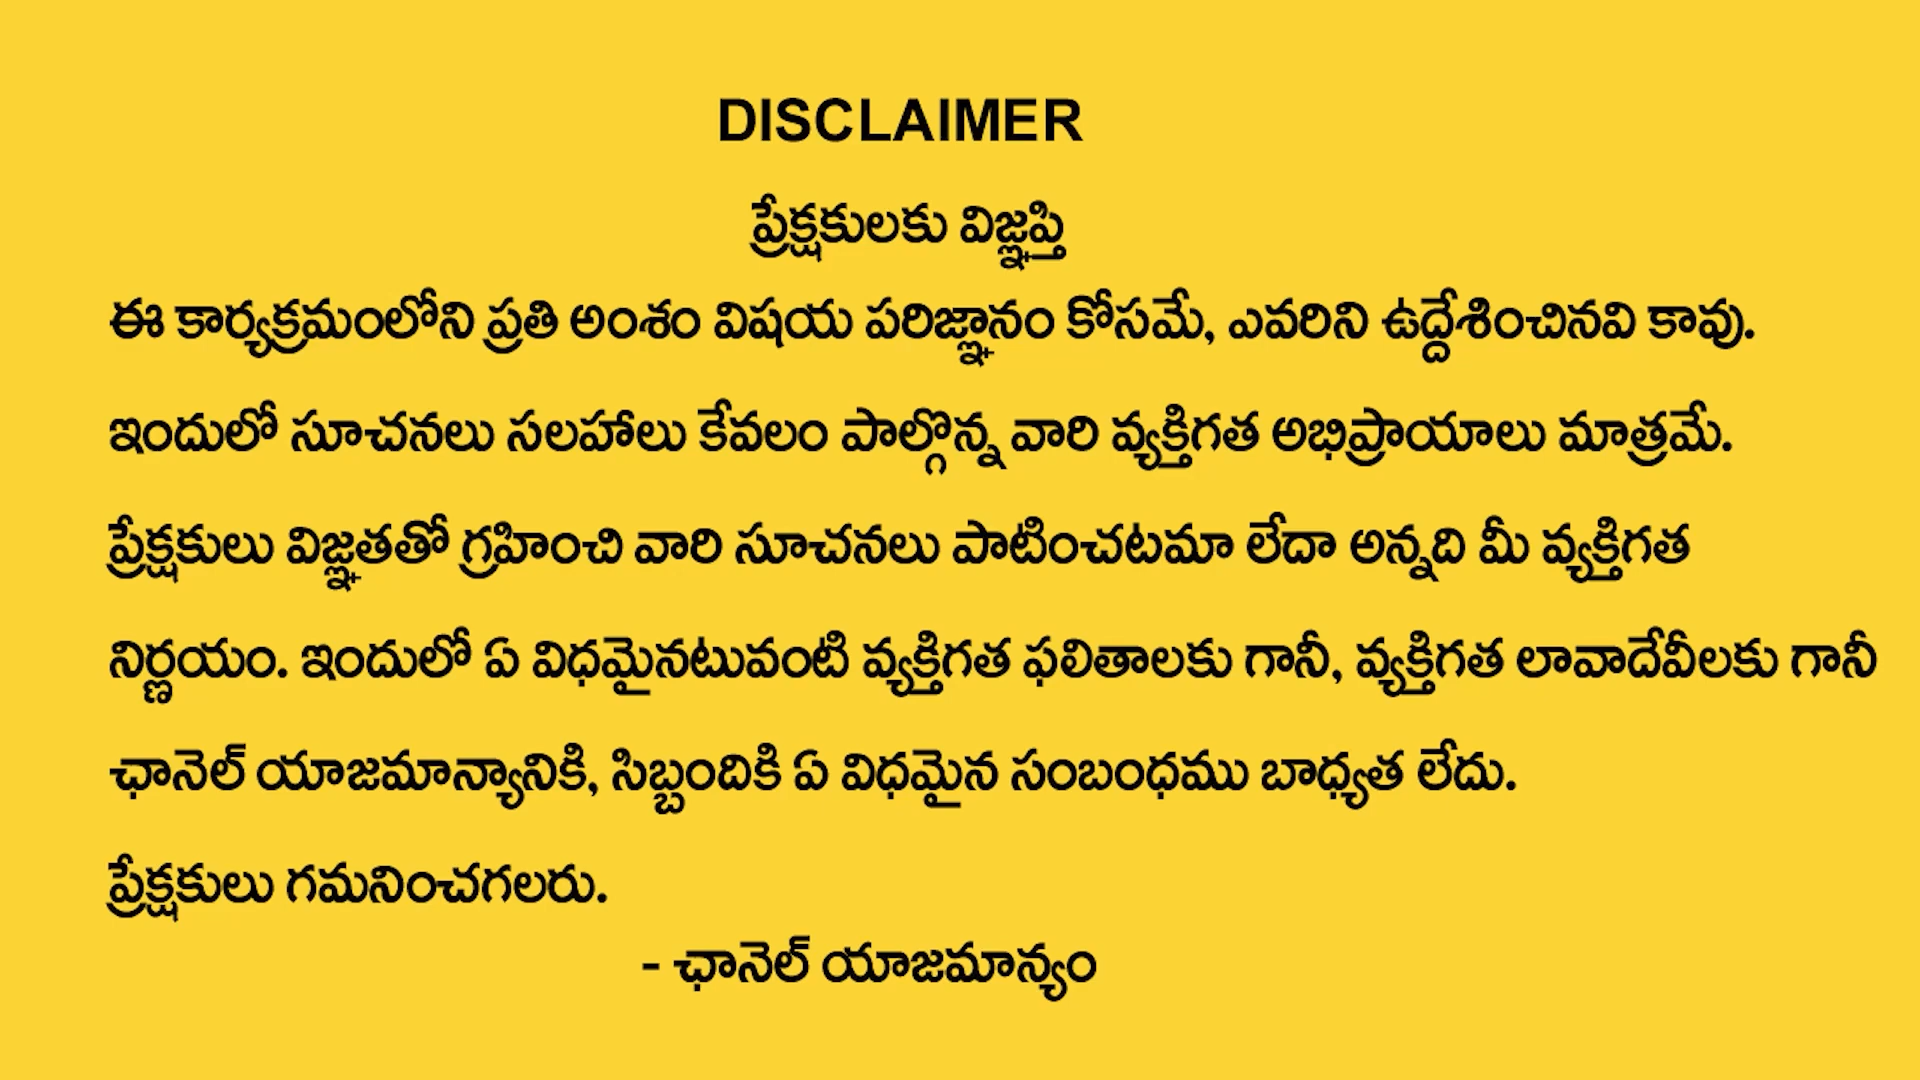 DISCLAIMER
ప్రేక్షకులకు విజ్ఞప్తి
ఈ కార్యక్రమంలోని ప్రతి అంశం విషయ పరిజ్ఞానం కోసమే, ఎవరిని ఉద్దేశించినవి కావు.
ఇందులో సూచనలు సలహాలు కేవలం పాల్గొన్న వారి వ్యక్తిగత అభిప్రాయాలు మాత్రమే.
ప్రేక్షకులు విజ్ఞతతో గ్రహించి వారి సూచనలు పాటించటమా లేదా అన్నది మీ వ్యక్తిగత
నిర్ణయం. ఇందులో ఏ విధమైనటువంటి వ్యక్తిగత ఫలితాలకు గానీ, వ్యక్తిగత లావాదేవీలకు గానీ
ఛానెల్ యాజమాన్యానికి, సిబ్బందికి ఏ విధమైన సంబంధము బాధ్యత లేదు.
ప్రేక్షకులు గమనించగలరు.
- ఛానెల్ యాజమాన్యం